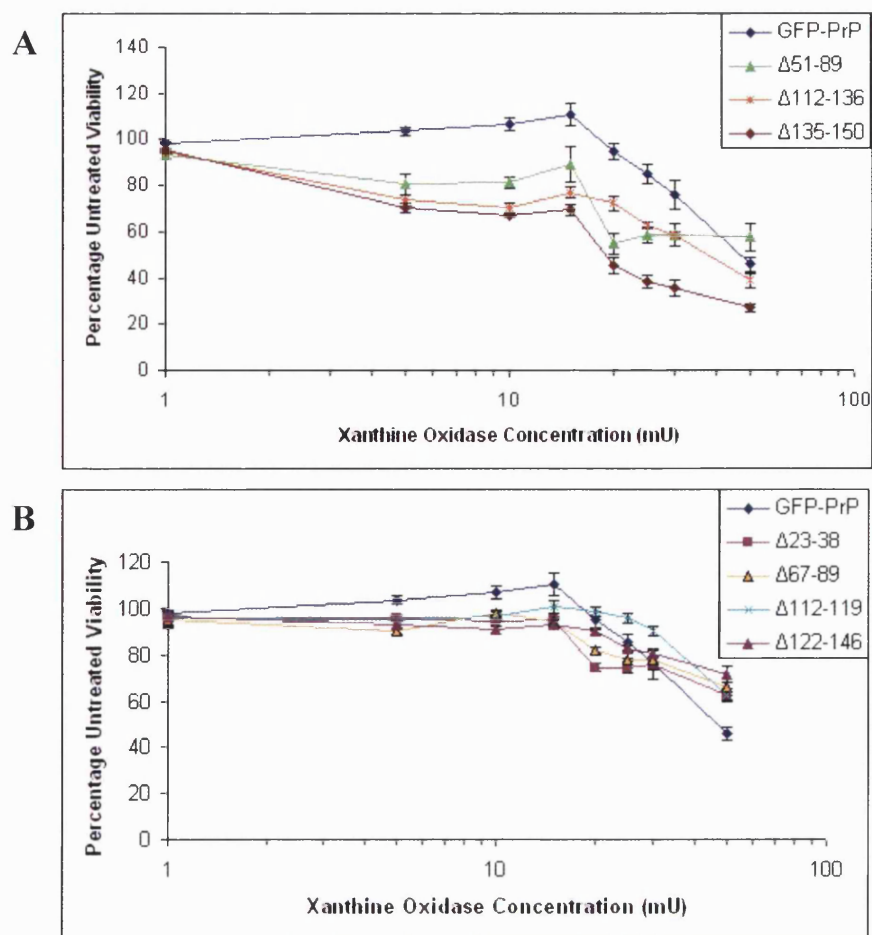 A
GFP-PrP
Δ51-89
Δ112-136
Δ135-150
140
120
100
80
60
40
20
0
Percentage Untreated Viability
1
10
100
Xanthine Oxidase Concentration (mU)
B
GFP-PrP
Δ23-38
Δ67-89
Δ112-119
Δ122-146
120
100
80
60
40
20
0
Percentage Untreated Viability
1
10
100
Xanthine Oxidase Concentration (mU)